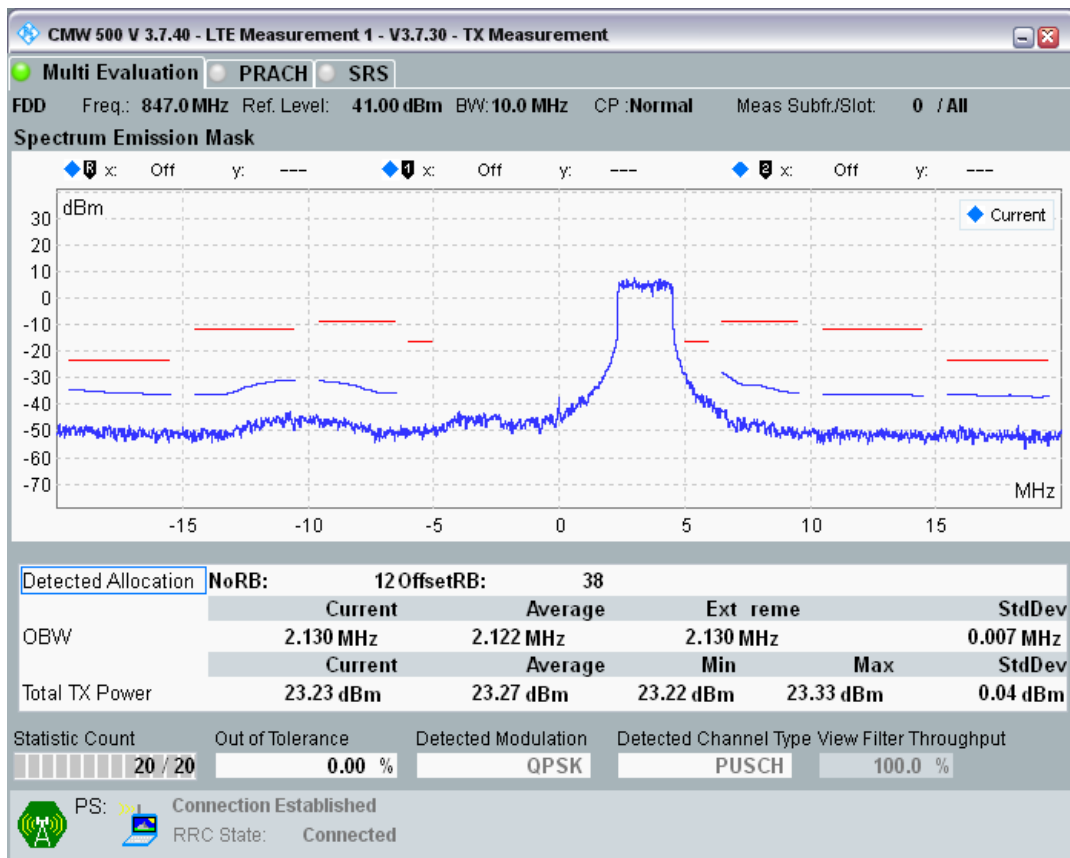 CMW 500 V 3.7.40 - LTE Measurement 1 - V3.7.30 - TX Measurement
Multi Evaluation PRACH SRS
FDD Freq.: 847.0 MHz Ref. Level: 41.00 dBm BW: 10.0 MHz CP :Normal Meas Subfr./Slot: 0 / All
Spectrum Emission Mask
R x: Off y: --- 1 x: Off y: --- 2 x: Off y: ---
dBm
Current
30
20
10
0
-10
-20
-30
-40
-50
-60
-70
MHz
-15 -10 -5 0 5 10 15
Detected Allocation NoRB: 12 OffsetRB: 38
Current Average Ext reme StdDev
OBW 2.130 MHz 2.122 MHz 2.130 MHz 0.007 MHz
Current Average Min Max StdDev
Total TX Power 23.23 dBm 23.27 dBm 23.22 dBm 23.33 dBm 0.04 dBm
Statistic Count Out of Tolerance Detected Modulation Detected Channel Type View Filter Throughput
20 / 20 0.00 % QPSK PUSCH 100.0 %
PS: Connection Established
RRC State: Connected